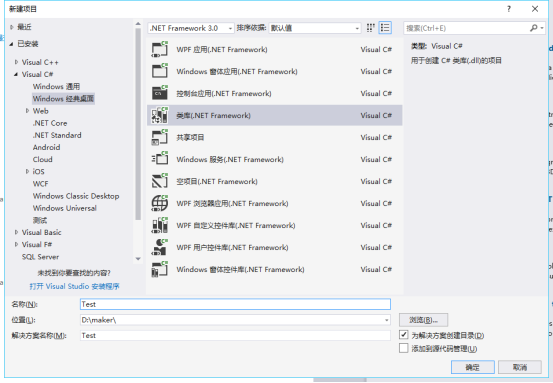 新建项目
最近
.NET Framework 3.0
排序依据:
默认值
搜索(Ctrl+E)
已安装
Visual C++
Visual C#
Windows 通用
Windows 经典桌面
Web
.NET Core
.NET Standard
Android
Cloud
iOS
WCF
Windows Classic Desktop
Windows Universal
测试
Visual Basic
Visual F#
SQL Server
未找到你要查找的内容?
打开 Visual Studio 安装程序
WPF 应用(.NET Framework) Visual C#
Windows 窗体应用(.NET Framework) Visual C#
控制台应用(.NET Framework) Visual C#
类库(.NET Framework) Visual C#
共享项目 Visual C#
Windows 服务(.NET Framework) Visual C#
空项目(.NET Framework) Visual C#
WPF 浏览器应用(.NET Framework) Visual C#
WPF 自定义控件库(.NET Framework) Visual C#
WPF 用户控件库(.NET Framework) Visual C#
Windows 窗体控件库(.NET Framework) Visual C#
类型: Visual C#
用于创建 C# 类库(.dll)的项目
名称(N): Test
位置(L): D:\maker\
浏览(B)...
解决方案名称(M): Test
为解决方案创建目录(D)
添加到源代码管理(U)
确定
取消